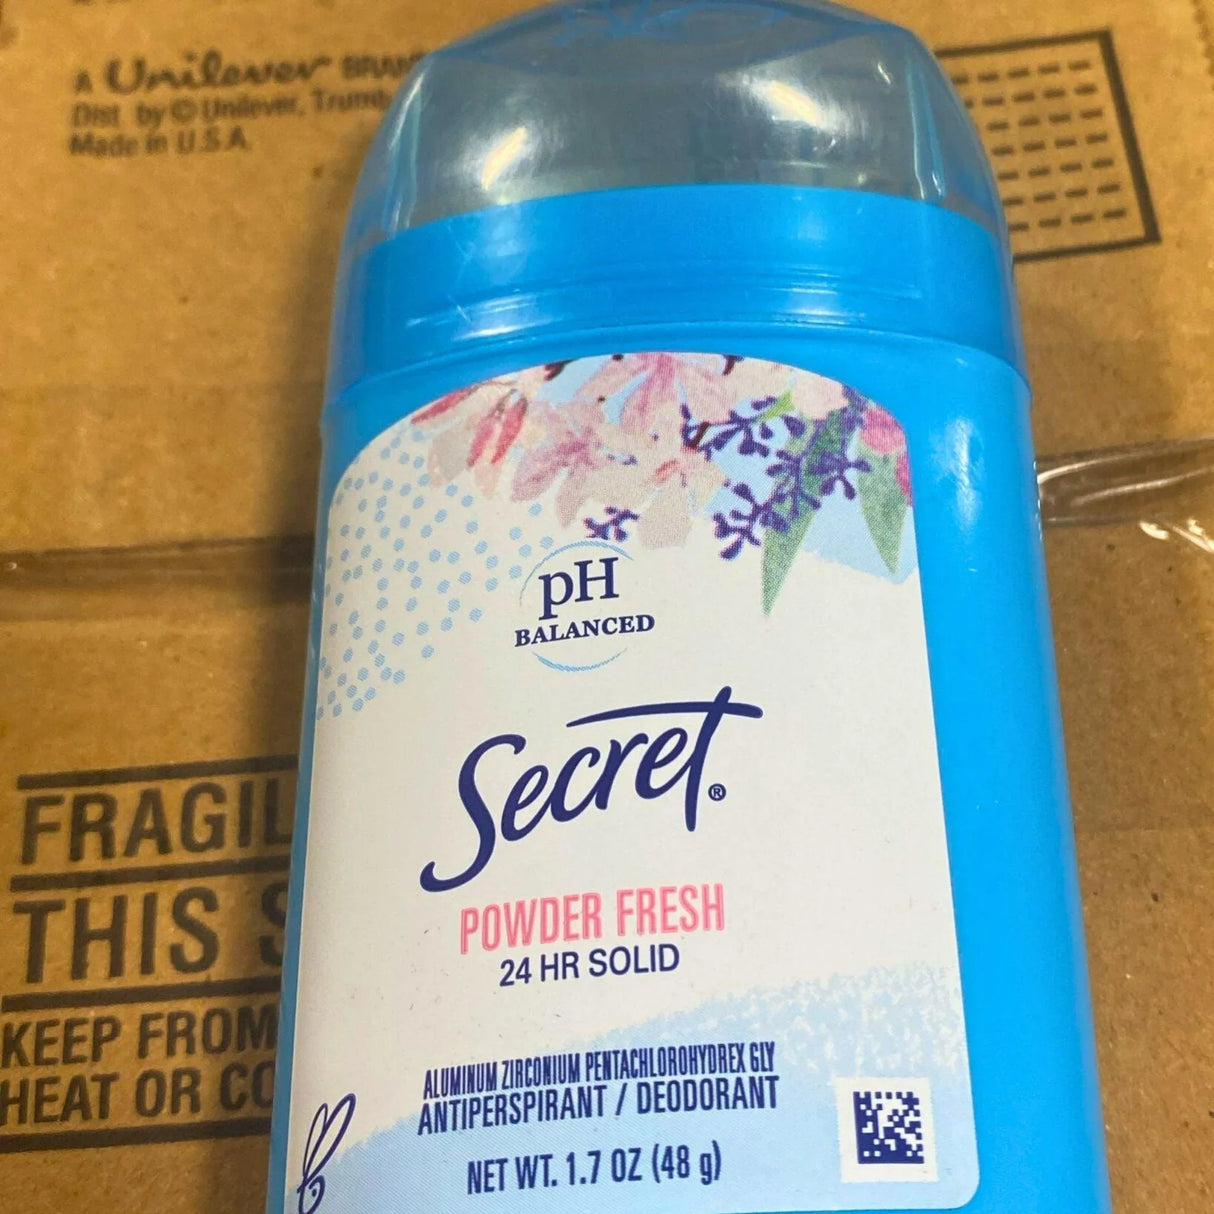 A Unilever
Dist. by © Unilever,
Made in U.S.A.
pH
BALANCED
Secret®
POWDER FRESH
24 HR SOLID
FRAGIL
THIS S
KEEP FROM
HEAT OR CO
ALUMINUM ZIRCONIUM PENTACHLOROHYDREX GLY
ANTIPERSPIRANT / DEODORANT
NET WT. 1.7 OZ (48 g)